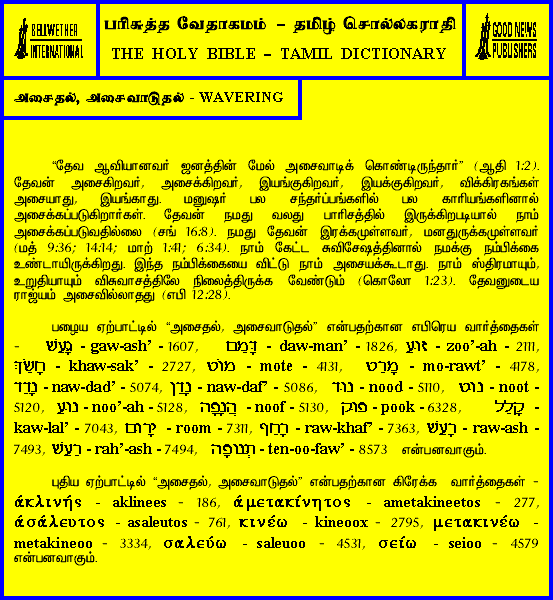 BELLWETHER
INTERNATIONAL
பரிசுத்த வேதாகமம் – தமிழ் சொல்லகராதி
THE HOLY BIBLE – TAMIL DICTIONARY
GOOD NEWS
PUBLISHERS
அசைதல், அசைவாடுதல் - WAVERING
“தேவ ஆவியானவர் ஜனத்தின் மேல் அசைவாடிக் கொண்டிருந்தார்” (ஆதி 1:2).
தேவன் அசைகிறவர், அசைக்கிறவர், இயங்குகிறவர், இயக்குகிறவர், விக்கிரகங்கள்
அசையாது, இயங்காது. மனுஷர் பல சந்தர்ப்பங்களில் பல காரியங்களினால்
அசைக்கப்படுகிறார்கள். தேவன் நமது வலது பாரிசத்தில் இருக்கிறபடியால் நாம்
அசைக்கப்படுவதில்லை (சங் 16:8). நமது தேவன் இரக்கமுள்ளவர், மனதுருக்கமுள்ளவர்
(மத் 9:36; 14:14; மாற் 1:41; 6:34). நாம் கேட்ட சுவிசேஷத்தினால் நமக்கு நம்பிக்கை
உண்டாயிருக்கிறது. இந்த நம்பிக்கையை விட்டு நாம் அசையக்கூடாது. நாம் ஸ்திரமாயும்,
உறுதியாயும் விசுவாசத்திலே நிலைத்திருக்க வேண்டும் (கொலோ 1:23). தேவனுடைய
ராஜ்யம் அசைவில்லாதது (எபி 12:28).
பழைய ஏற்பாட்டில் “அசைதல், அசைவாடுதல்” என்பதற்கான எபிரெய வார்த்தைகள்
- גָּעַשׁ - gaw-ash’ - 1607, דָּמַם - daw-man’ - 1826, זוּעַ - zoo’-ah - 2111,
חָשַׂךְ - khaw-sak’ - 2727, מוֹט - mote - 4131, מָרַט - mo-rawt’ - 4178,
נָדַד - naw-dad’ - 5074, נָדַן - naw-daf’ - 5086, נוּד - nood - 5110, נוּט - noot -
5120, נוּעַ - noo’-ah - 5128, הֲנָפָה - noof - 5130, פּוּק - pook - 6328, קָלַל -
kaw-lal’ - 7043, רוּם - room - 7311, רָחַף - raw-khaf’ - 7363, רָעַשׁ - raw-ash -
7493, רַעַשׁ - rah’-ash - 7494, תְּנוּפָה - ten-oo-faw’ - 8573 என்பனவாகும்.
புதிய ஏற்பாட்டில் “அசைதல், அசைவாடுதல்” என்பதற்கான கிரேக்க வார்த்தைகள் -
ἀκλινής - aklinees - 186, ἀμετακίνητος - ametakineetos - 277,
ἀσάλευτος - asaleutos - 761, κινέω - kineoox - 2795, μετακινέω -
metakineoo - 3334, σαλεύω - saleuoo - 4531, σείω - seioo - 4579
என்பனவாகும்.